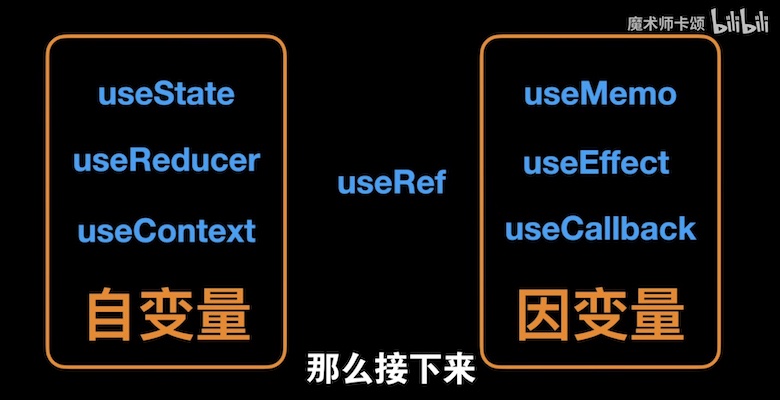 魔术师卡颂 bilibili
useState
useReducer
useContext
自变量
useRef
useMemo
useEffect
useCallback
因变量
那么接下来